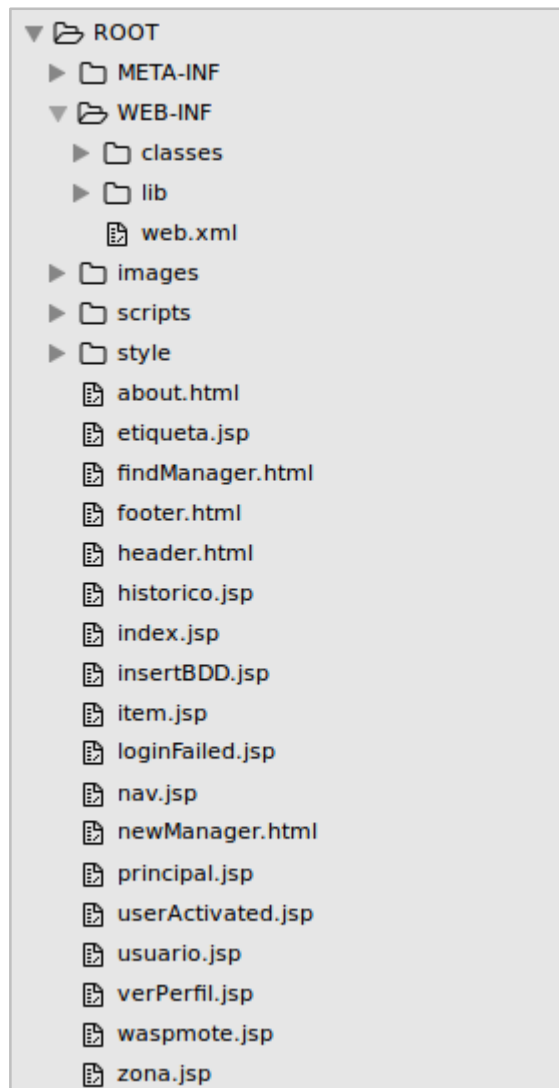 ROOT
META-INF
WEB-INF
classes
lib
web.xml
images
scripts
style
about.html
etiqueta.jsp
findManager.html
footer.html
header.html
historico.jsp
index.jsp
insertBDD.jsp
item.jsp
loginFailed.jsp
nav.jsp
newManager.html
principal.jsp
userActivated.jsp
usuario.jsp
verPerfil.jsp
waspmote.jsp
zona.jsp